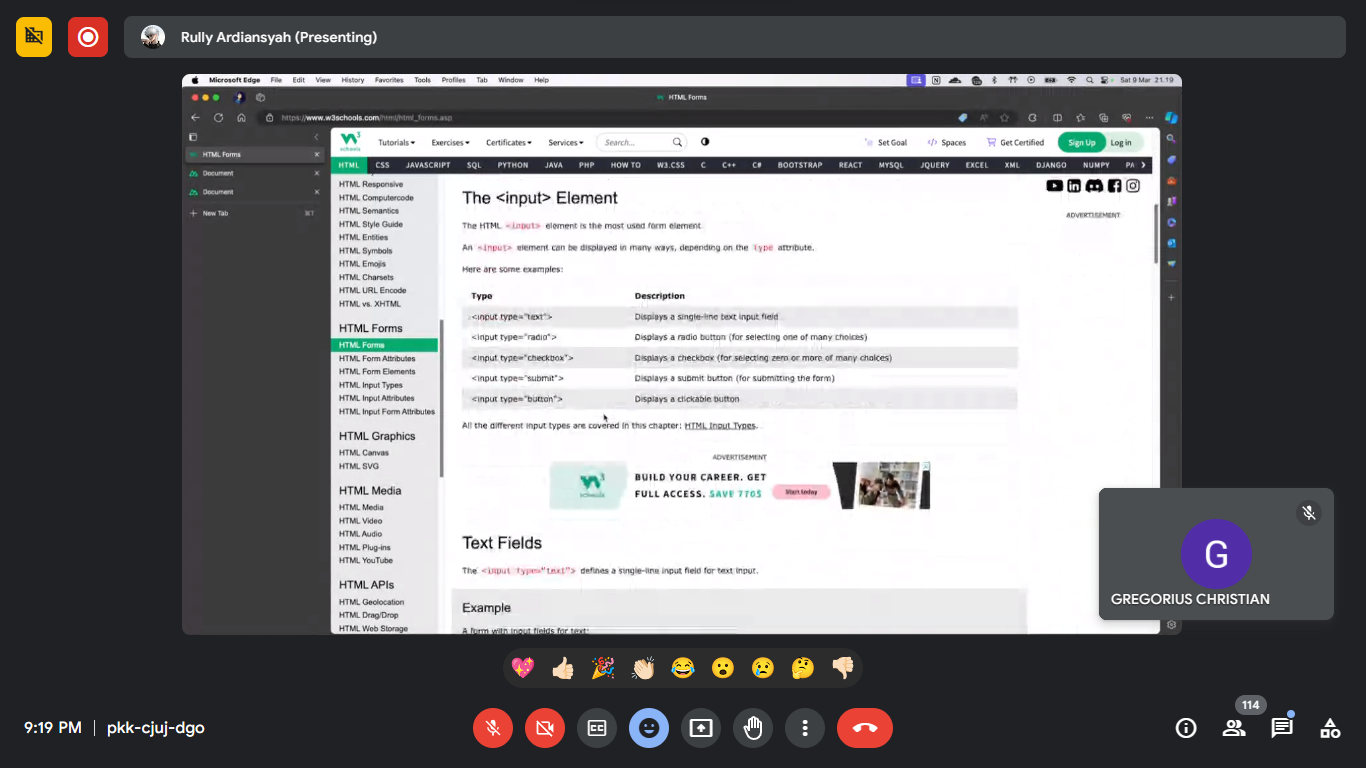 Rully Ardiansyah (Presenting)
Microsoft Edge File Edit View History Favorites Tools Profiles Tab Window Help
Sat 9 Mar 21.19
HTML Forms
https://www.w3schools.com/html/html_forms.asp
HTML Forms
Document
Document
New Tab ⌘T
schools
Tutorials Exercises Certificates Services Search... Set Goal Spaces Get Certified Sign Up Log in
HTML CSS JAVASCRIPT SQL PYTHON JAVA PHP HOW TO W3.CSS C C++ C# BOOTSTRAP REACT MYSQL JQUERY EXCEL XML DJANGO NUMPY PA
HTML Responsive
HTML Computercode
HTML Semantics
HTML Style Guide
HTML Entities
HTML Symbols
HTML Emojis
HTML Charsets
HTML URL Encode
HTML vs. XHTML
HTML Forms
HTML Forms
HTML Form Attributes
HTML Form Elements
HTML Input Types
HTML Input Attributes
HTML Input Form Attributes
HTML Graphics
HTML Canvas
HTML SVG
HTML Media
HTML Media
HTML Video
HTML Audio
HTML Plug-ins
HTML YouTube
HTML APIs
HTML Geolocation
HTML Drag/Drop
HTML Web Storage
The <input> Element
The HTML <input> element is the most used form element.
An <input> element can be displayed in many ways, depending on the type attribute.
Here are some examples:
Type Description
<input type="text"> Displays a single-line text input field
<input type="radio"> Displays a radio button (for selecting one of many choices)
<input type="checkbox"> Displays a checkbox (for selecting zero or more of many choices)
<input type="submit"> Displays a submit button (for submitting the form)
<input type="button"> Displays a clickable button
All the different input types are covered in this chapter: HTML Input Types.
ADVERTISEMENT
schools
BUILD YOUR CAREER. GET
FULL ACCESS. SAVE 770$
Start today
Text Fields
The <input type="text"> defines a single-line input field for text input.
Example
A form with input fields for text:
ADVERTISEMENT
G
GREGORIUS CHRISTIAN
9:19 PM | pkk-cjuj-dgo
114